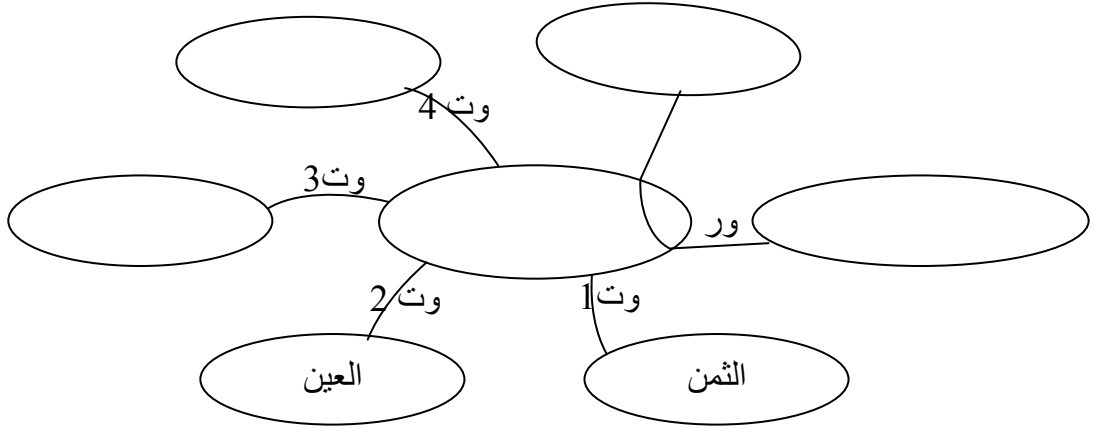 وت 4
وت3
ور
وت 2
وت1
العين
الثمن